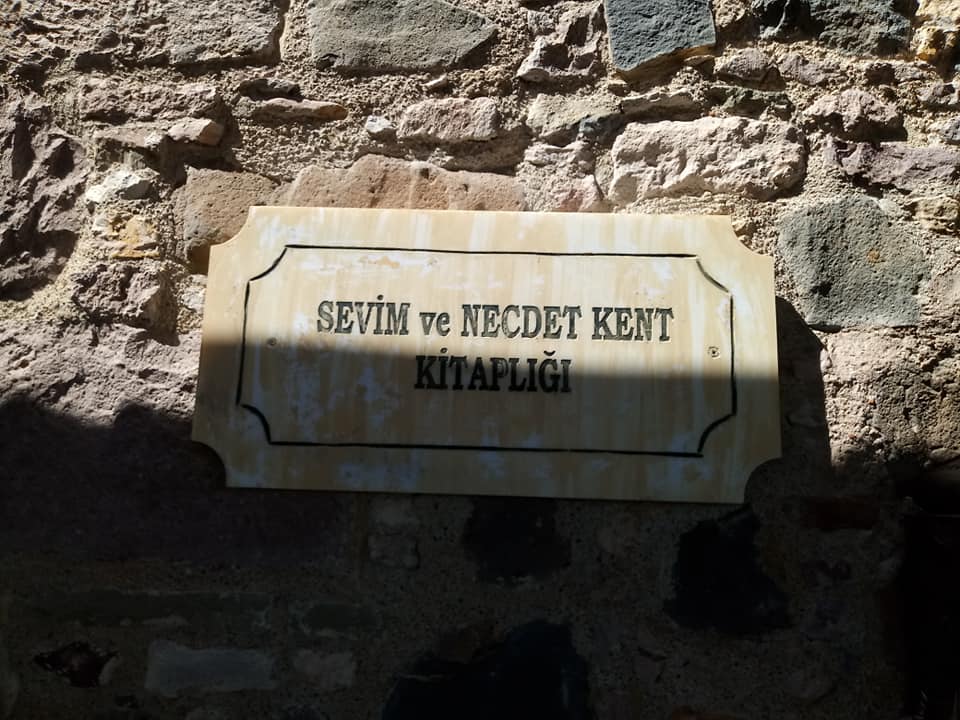 SEVİM ve NECDET KENT
KİTAPLIĞI